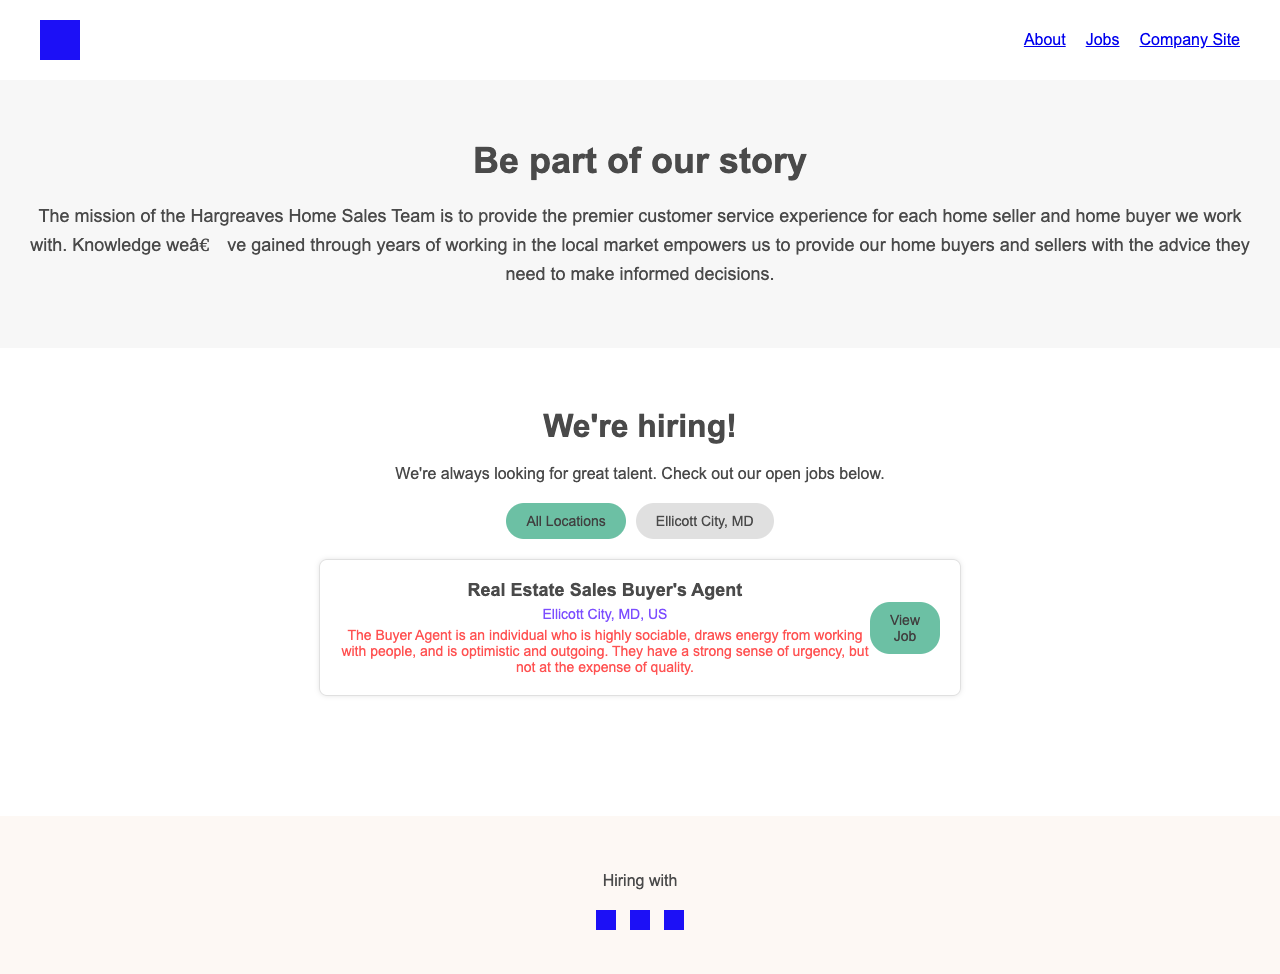 About Jobs Company Site
Be part of our story
The mission of the Hargreaves Home Sales Team is to provide the premier customer service experience for each home seller and home buyer we work
with. Knowledge weâ€ ve gained through years of working in the local market empowers us to provide our home buyers and sellers with the advice they
need to make informed decisions.
We're hiring!
We're always looking for great talent. Check out our open jobs below.
All Locations Ellicott City, MD
Real Estate Sales Buyer's Agent
Ellicott City, MD, US
The Buyer Agent is an individual who is highly sociable, draws energy from working
with people, and is optimistic and outgoing. They have a strong sense of urgency, but
not at the expense of quality.
View
Job
Hiring with